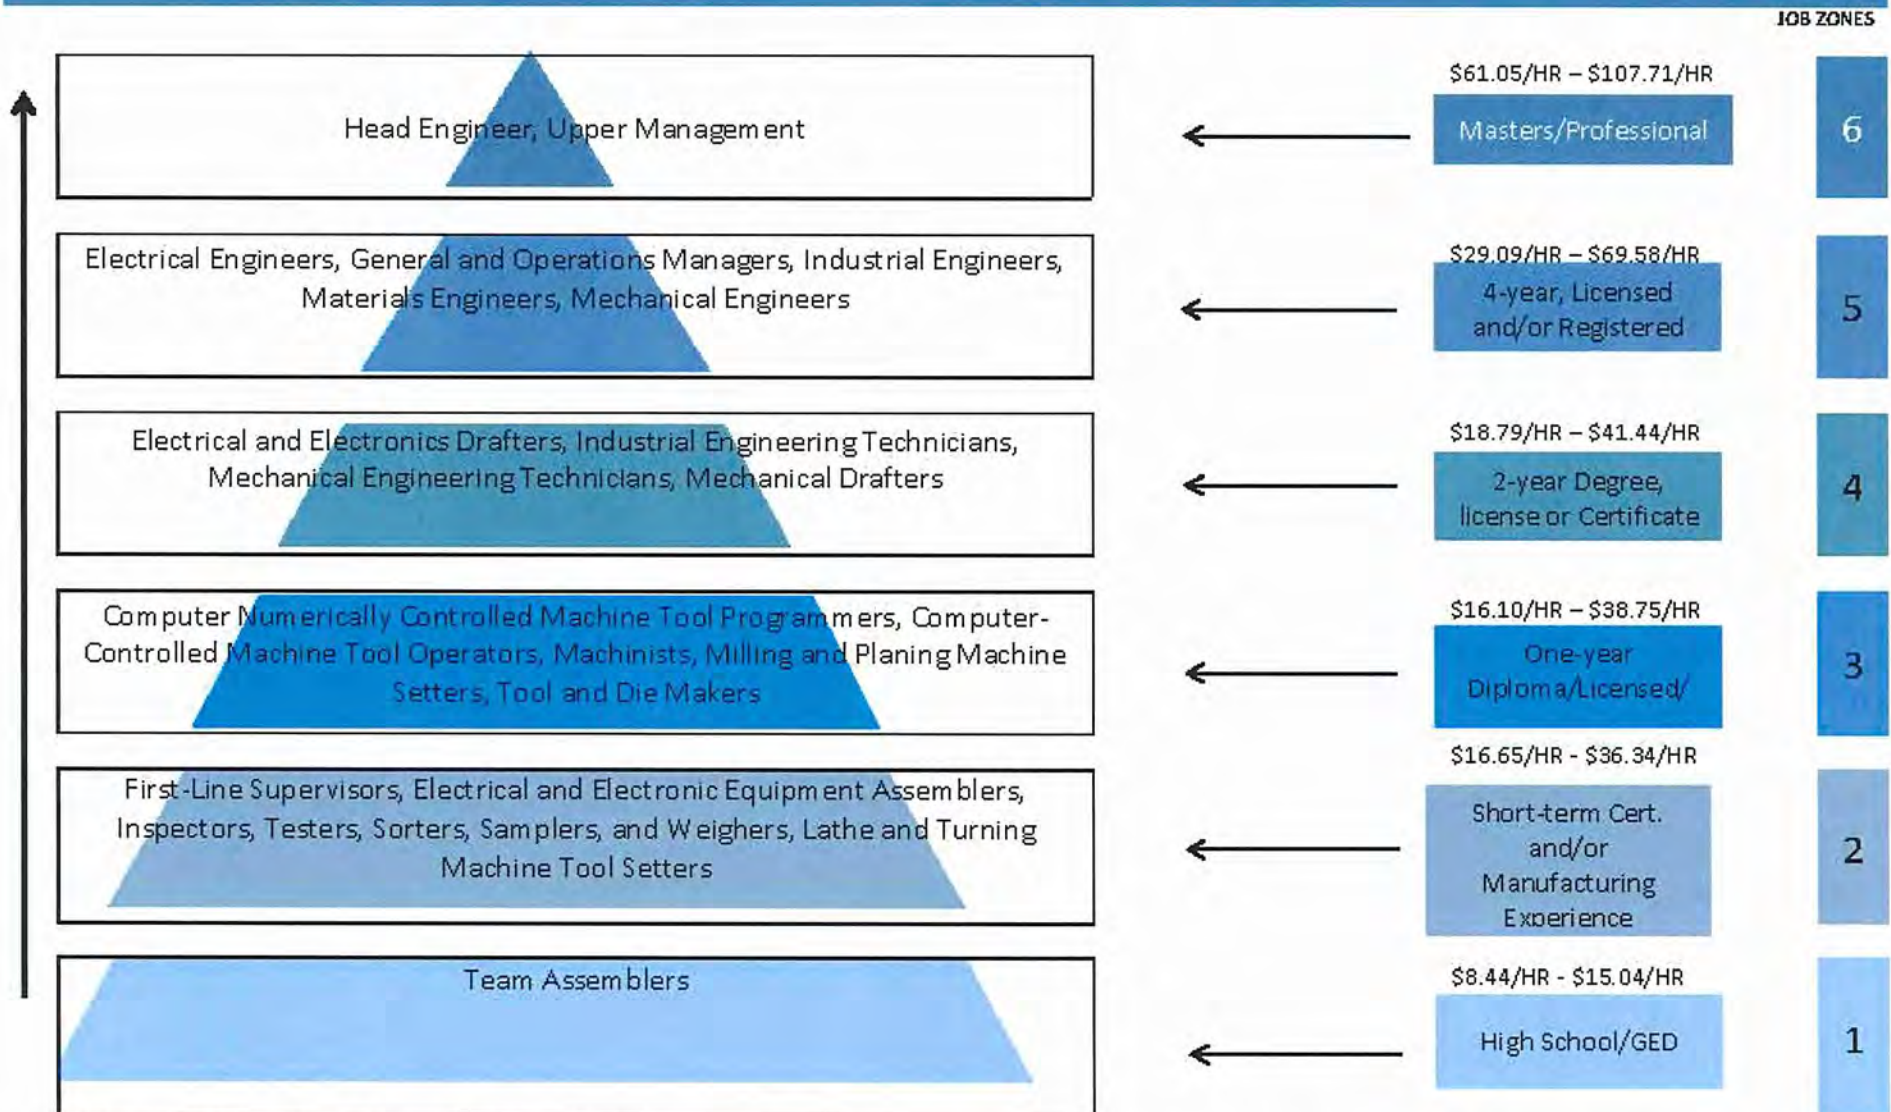 JOB ZONES
Head Engineer, Upper Management
$61.05/HR – $107.71/HR
Masters/Professional
6
Electrical Engineers, General and Operations Managers, Industrial Engineers,
Materials Engineers, Mechanical Engineers
$29.09/HR – $69.58/HR
4-year, Licensed
and/or Registered
5
Electrical and Electronics Drafters, Industrial Engineering Technicians,
Mechanical Engineering Technicians, Mechanical Drafters
$18.79/HR – $41.44/HR
2-year Degree,
license or Certificate
4
Computer Numerically Controlled Machine Tool Programmers, Computer-
Controlled Machine Tool Operators, Machinists, Milling and Planing Machine
Setters, Tool and Die Makers
$16.10/HR – $38.75/HR
One-year
Diploma/Licensed/
3
First-Line Supervisors, Electrical and Electronic Equipment Assemblers,
Inspectors, Testers, Sorters, Samplers, and Weighers, Lathe and Turning
Machine Tool Setters
$16.65/HR - $36.34/HR
Short-term Cert.
and/or
Manufacturing
Experience
2
Team Assemblers
$8.44/HR - $15.04/HR
High School/GED
1